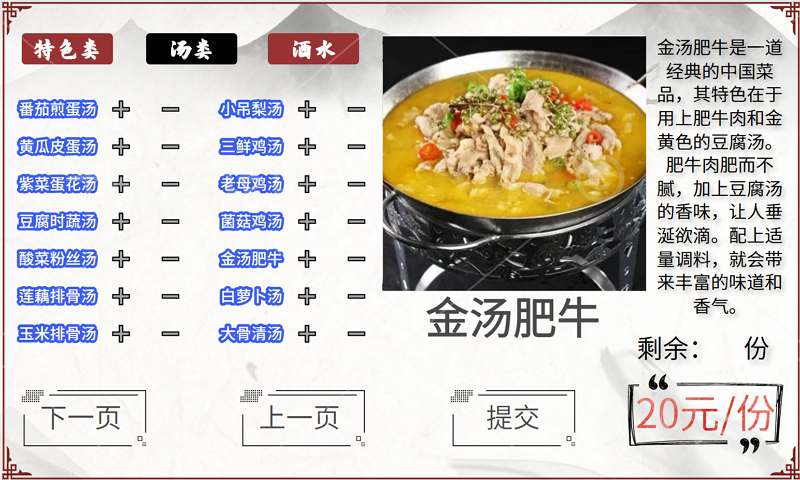 特色类
汤类
酒水
番茄煎蛋汤
小吊梨汤
黄瓜皮蛋汤
三鲜鸡汤
紫菜蛋花汤
老母鸡汤
豆腐时蔬汤
菌菇鸡汤
酸菜粉丝汤
金汤肥牛
莲藕排骨汤
白萝卜汤
玉米排骨汤
大骨清汤
金汤肥牛
金汤肥牛是一道
经典的中国菜
品，其特色在于
用上肥牛肉和金
黄色的豆腐汤。
肥牛肉肥而不
腻，加上豆腐汤
的香味，让人垂
涎欲滴。配上适
量调料，就会带
来丰富的味道和
香气。
剩余： 份
20元/份
下一页
上一页
提交